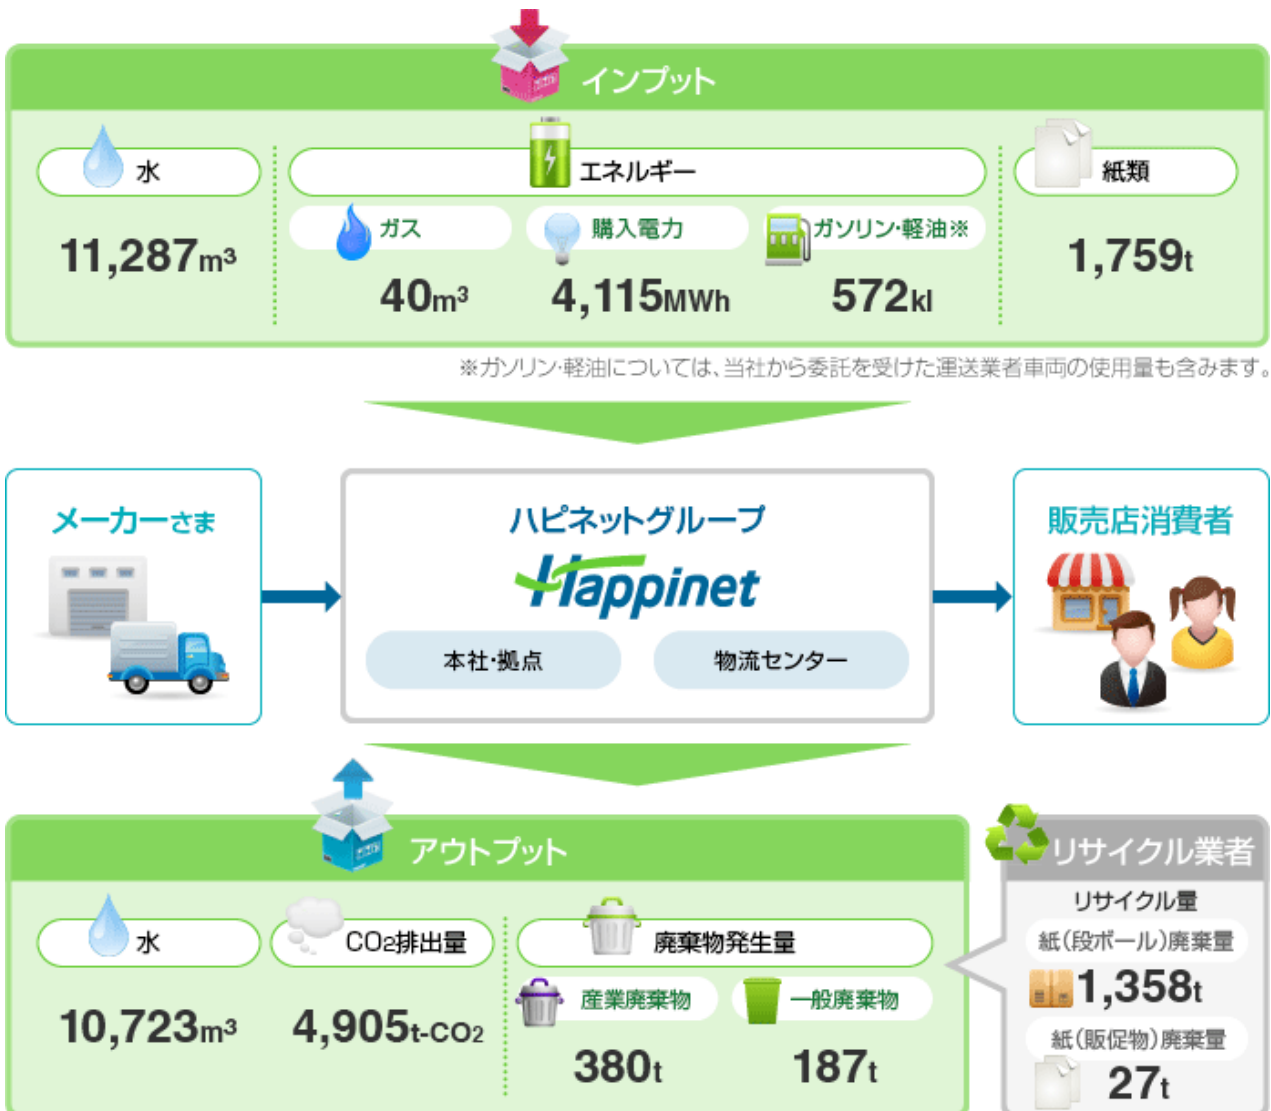 インプット
水
11,287m³
エネルギー
ガス
40m³
購入電力
4,115MWh
ガソリン・軽油※
572kl
紙類
1,759t
※ガソリン・軽油については、当社から委託を受けた運送業者車両の使用量も含みます。
メーカーさま
ハピネットグループ
Happinet
本社・拠点
物流センター
販売店消費者
アウトプット
水
10,723m³
CO₂排出量
4,905t-CO₂
廃棄物発生量
産業廃棄物
380t
一般廃棄物
187t
リサイクル業者
リサイクル量
紙（段ボール）廃棄量
1,358t
紙（販促物）廃棄量
27t